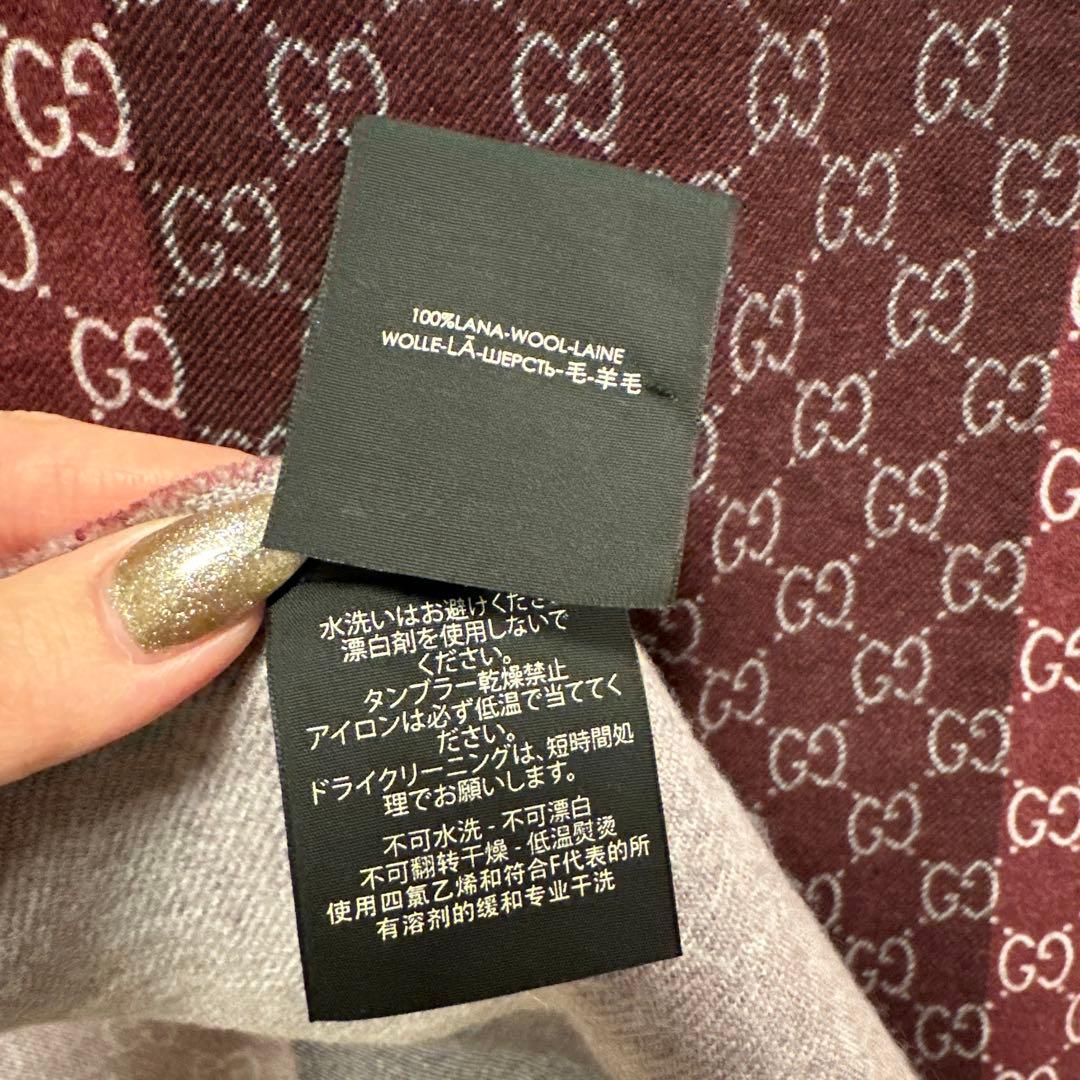 100%LANA-WOOL-LAINE
WOLLE-LÃ-ШЕРСТЬ-毛-羊毛
水洗いはお避けくださ
漂白剤を使用しないで
ください。
タンブラー乾燥禁止
アイロンは必ず低温で当ててく
ださい。
ドライクリーニングは、短時間処
理でお願いします。
不可水洗 - 不可漂白
不可翻转干燥 - 低温熨烫
使用四氯乙烯和符合F代表的所
有溶剂的缓和专业干洗